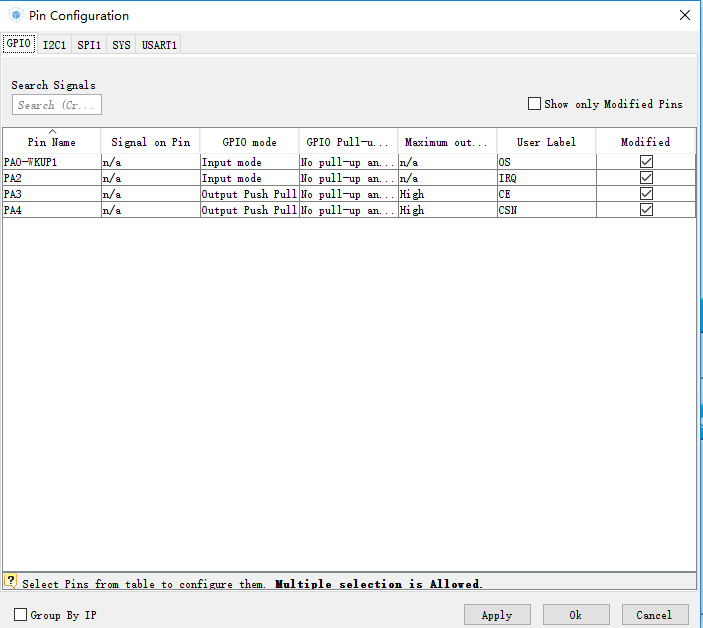 Pin Configuration
GPIO I2C1 SPI1 SYS USART1
Search Signals
Search (Cr...
Show only Modified Pins
Pin Name Signal on Pin GPIO mode GPIO Pull-u... Maximum out... User Label Modified
PA0-WKUP1 n/a Input mode No pull-up an... n/a OS
PA2 n/a Input mode No pull-up an... n/a IRQ
PA3 n/a Output Push Pull No pull-up an... High CE
PA4 n/a Output Push Pull No pull-up an... High CSN
? Select Pins from table to configure them. Multiple selection is Allowed.
Group By IP
Apply Ok Cancel